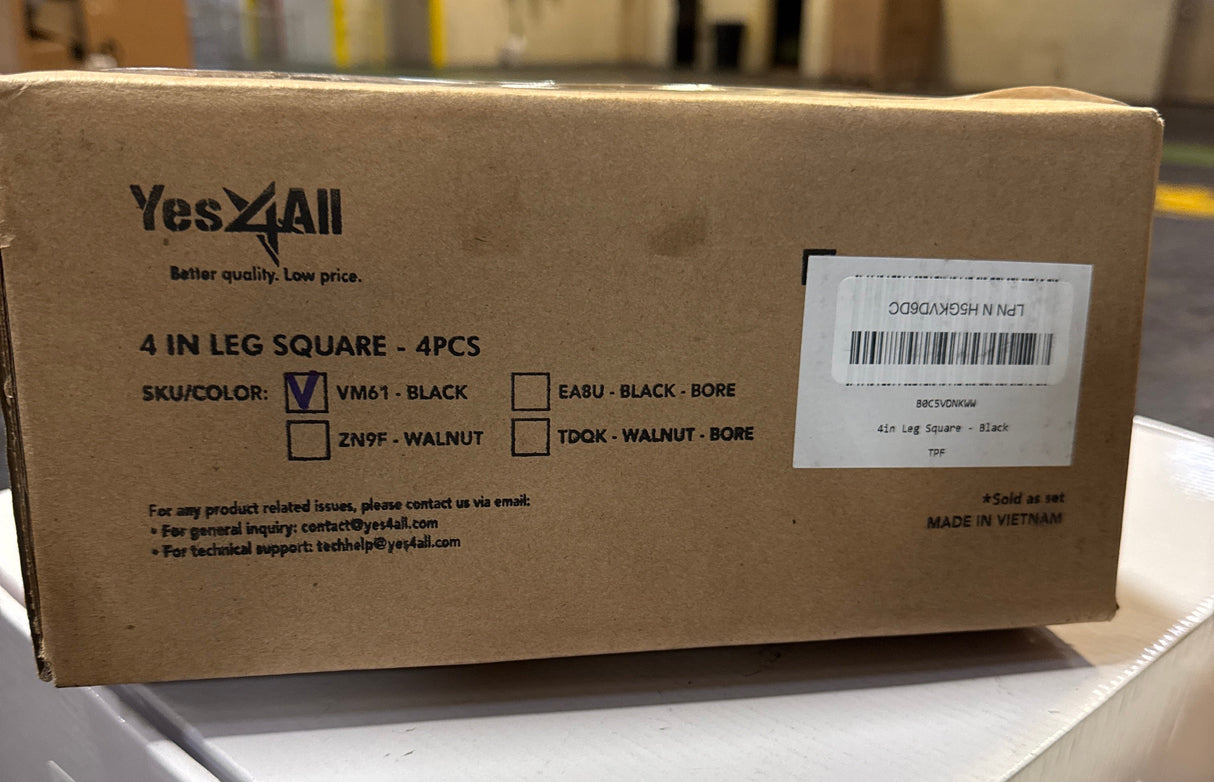 Yes4All
Better quality. Low price.
4 IN LEG SQUARE - 4PCS
SKU/COLOR: V VM61 - BLACK EA8U - BLACK - BORE
ZN9F - WALNUT TDQK - WALNUT - BORE
For any product related issues, please contact us via email:
• For general inquiry: contact@yes4all.com
• For technical support: techhelp@yes4all.com
LPN N H5GKVD6DC
B0C5VDNKWW
4in Leg Square - Black
TPF
*Sold as set
MADE IN VIETNAM